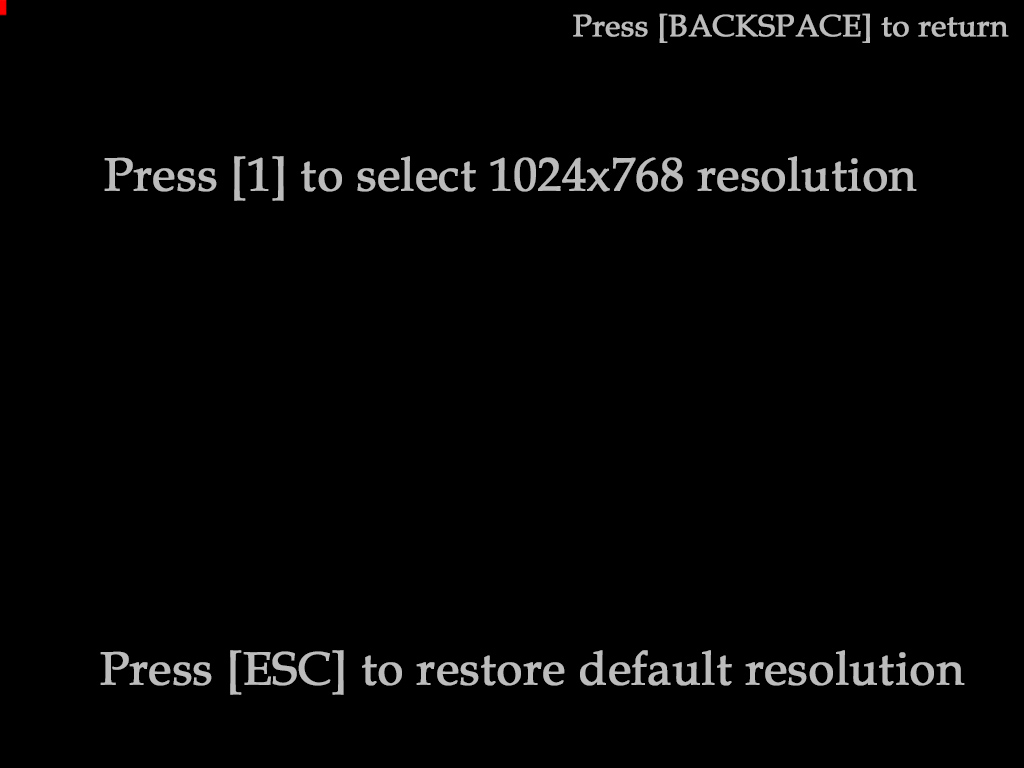 Press [BACKSPACE] to return
Press [1] to select 1024x768 resolution
Press [ESC] to restore default resolution